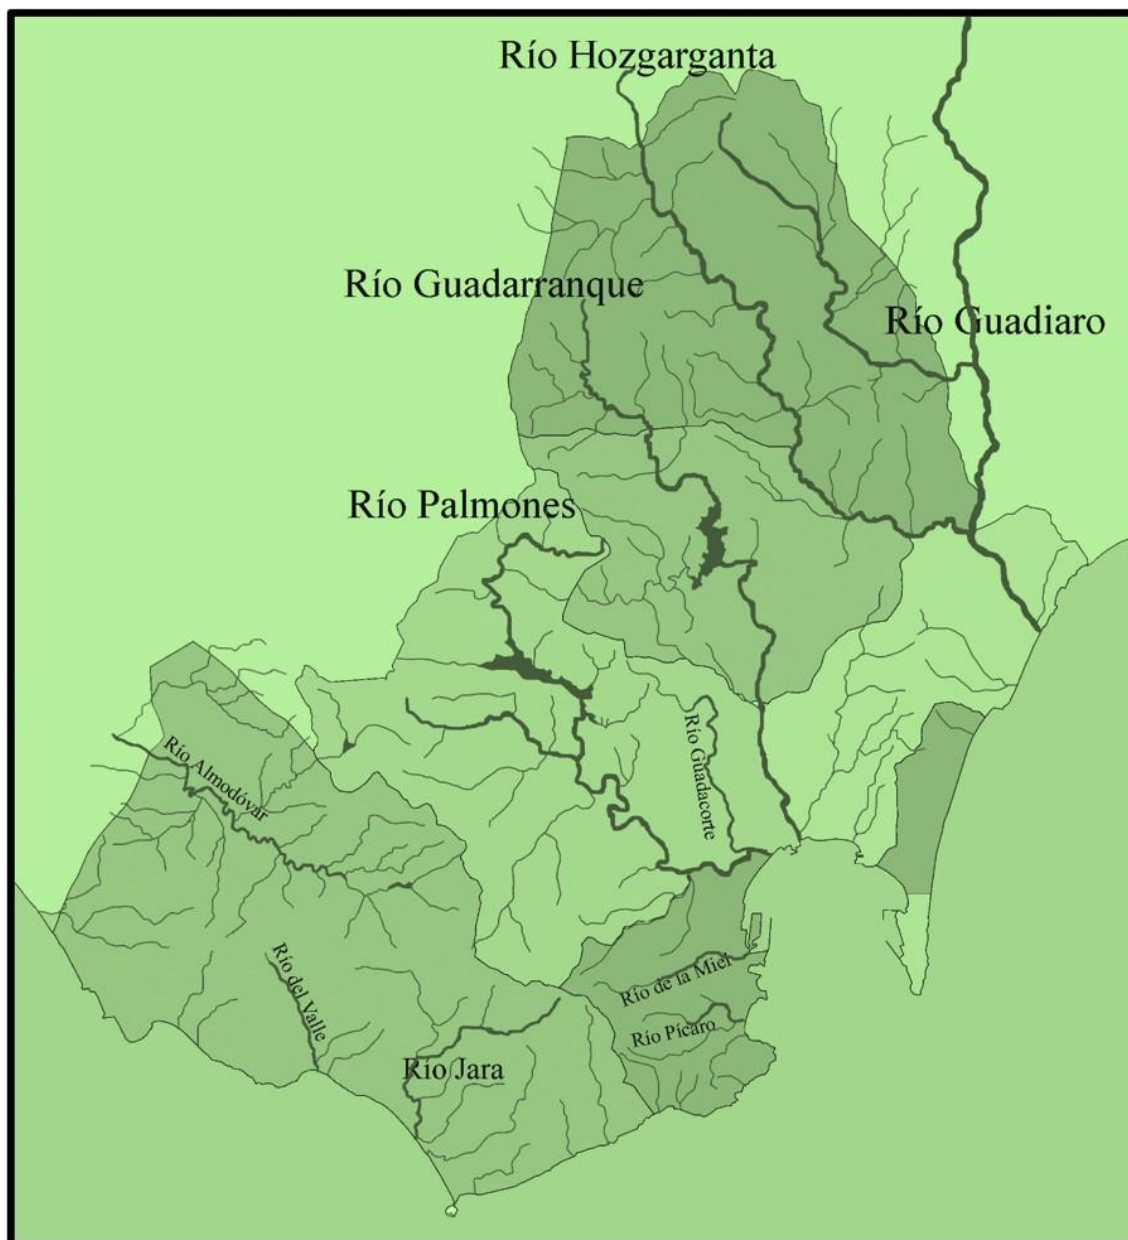 Río Hozgarganta
Río Guadarranque
Río Guadiaro
Río Palmones
Río Guadacorte
Río Almodóvar
Río del Valle
Río de la Miel
Río Pícaro
Río Jara